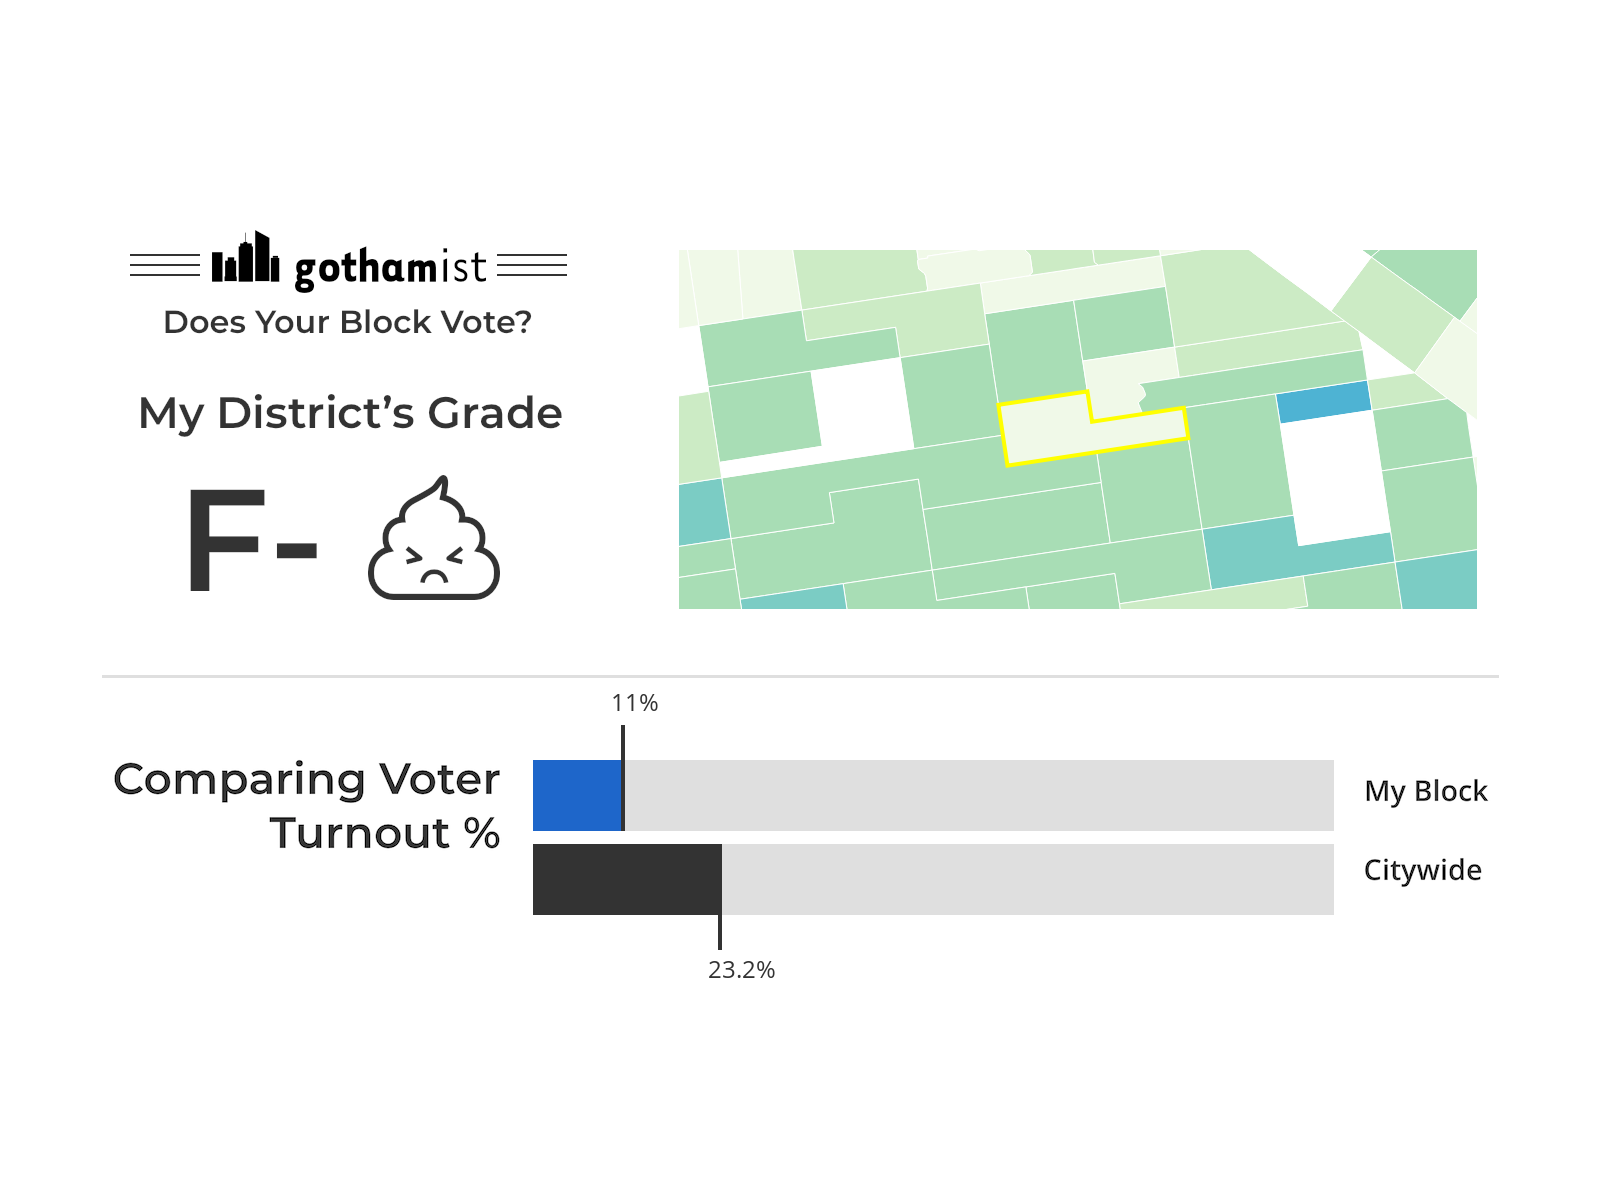 gothamist
Does Your Block Vote?
My District’s Grade
F-
11%
Comparing Voter
Turnout %
My Block
Citywide
23.2%